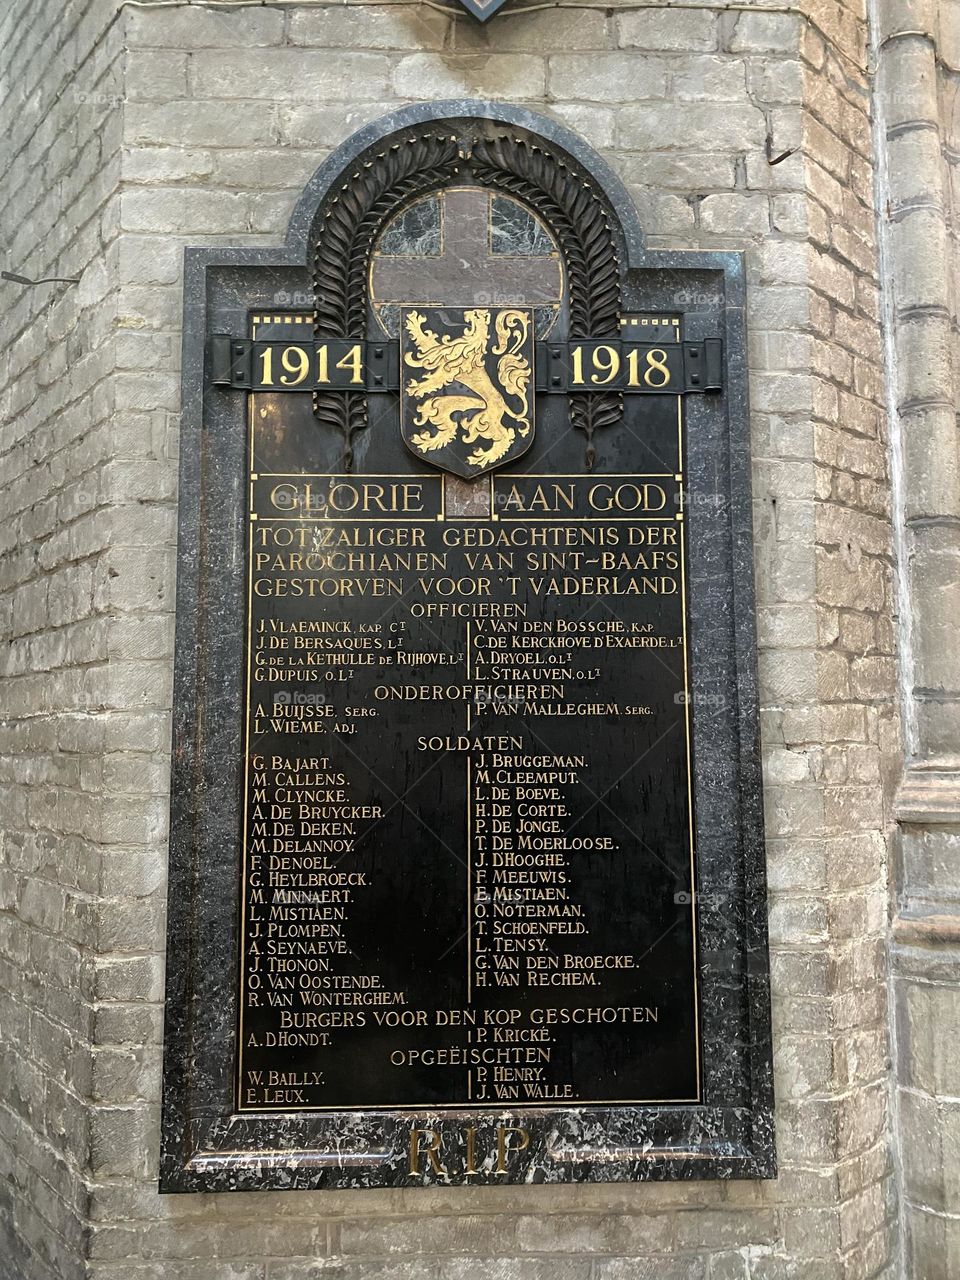 1914 1918
GLORIE AAN GOD
TOT ZALIGER GEDACHTENIS DER
PAROCHIANEN VAN SINT-BAAFS
GESTORVEN VOOR 'T VADERLAND.
OFFICIEREN
J. VLAEMINCK, KAP. CT
J. DE BERSAQUES, LT
G. DE LA KETHULLE DE RIJHOVE, LT
G. DUPUIS, O. LT
V. VAN DEN BOSSCHE, KAP.
C. DE KERCKHOVE D'EXAERDE, LT
A. DRYOEL, O. LT
L. STRAUVEN, O. LT
ONDEROFFICIEREN
A. BUIJSSE, SERG.
L. WIEME, ADJ.
P. VAN MALLEGHEM, SERG.
SOLDATEN
G. BAJART.
M. CALLENS.
M. CLYNCKE.
A. DE BRUYCKER.
M. DE DEKEN.
M. DELANNOY.
F. DENOEL.
G. HEYLBROECK.
M. MINNAERT.
L. MISTIAEN.
J. PLOMPEN.
A. SEYNAEVE.
J. THONON.
O. VAN OOSTENDE.
R. VAN WONTERGHEM.
J. BRUGGEMAN.
M. CLEEMPUT.
L. DE BOEVE.
H. DE CORTE.
P. DE JONGE.
T. DE MOERLOOSE.
J. D'HOOGHE.
F. MEEUWIS.
E. MISTIAEN.
O. NOTERMAN.
T. SCHOENFELD.
L. TENSY.
G. VAN DEN BROECKE.
H. VAN RECHEM.
BURGERS VOOR DEN KOP GESCHOTEN
A. DHONDT.
P. KRICKÉ.
OPGEËISCHTEN
W. BAILLY.
E. LEUX.
P. HENRY.
J. VAN WALLE.
R.I.P